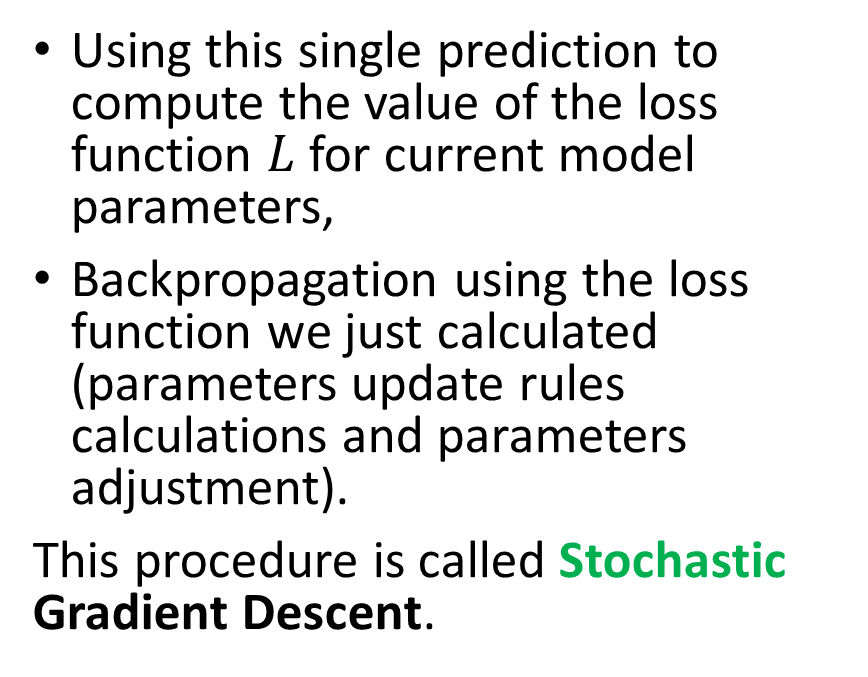 • Using this single prediction to
compute the value of the loss
function L for current model
parameters,
• Backpropagation using the loss
function we just calculated
(parameters update rules
calculations and parameters
adjustment).
This procedure is called Stochastic
Gradient Descent.